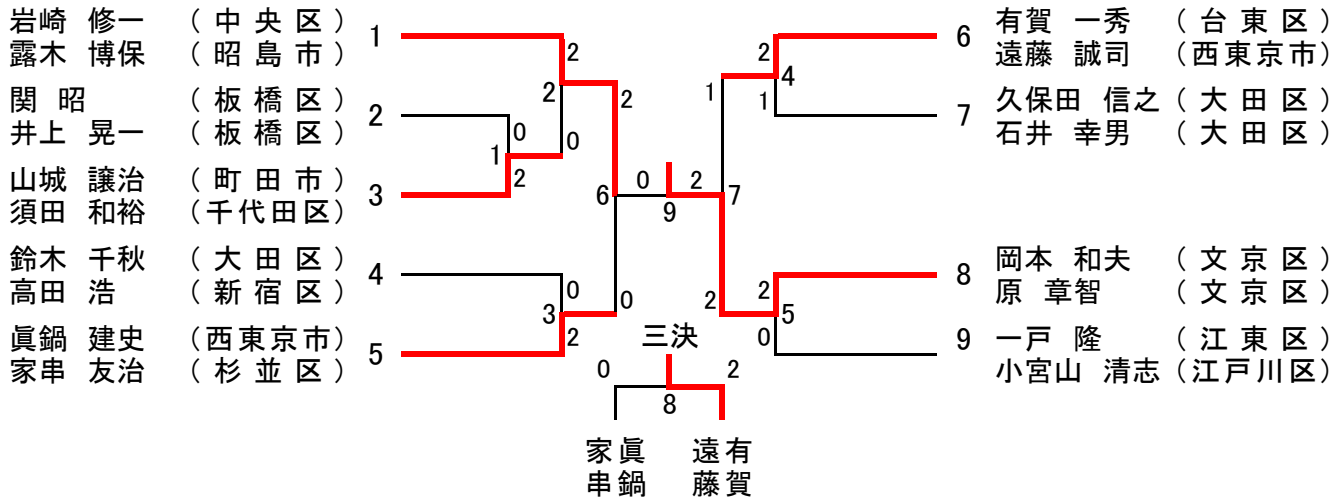 岩崎 修一 (中央区) 1
露木 博保 (昭島市)
関 昭 (板橋区) 2
井上 晃一 (板橋区)
山城 譲治 (町田市) 3
須田 和裕 (千代田区)
鈴木 千秋 (大田区) 4
高田 浩 (新宿区)
眞鍋 建史 (西東京市) 5
家串 友治 (杉並区)
2
2
2
0
0
1
2
6
0
3
2
0
0
2
9
三決
0
2
8
家串
眞鍋
遠藤
有賀
2
4
1
1
7
2
2
5
0
6 有賀 一秀 (台東区)
遠藤 誠司 (西東京市)
7 久保田 信之 (大田区)
石井 幸男 (大田区)
8 岡本 和夫 (文京区)
原 章智 (文京区)
9 一戸 隆 (江東区)
小宮山 清志 (江戸川区)